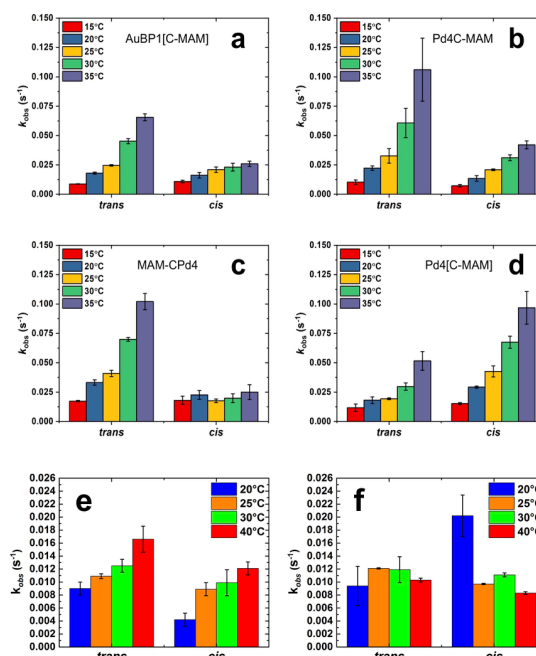 AuBP1[C-MAM]
a
15°C
20°C
25°C
30°C
35°C
0.150
0.125
0.100
0.075
0.050
0.025
0.000
kobs (s-1)
trans
cis
Pd4C-MAM
b
15°C
20°C
25°C
30°C
35°C
0.150
0.125
0.100
0.075
0.050
0.025
0.000
kobs (s-1)
trans
cis
MAM-CPd4
c
15°C
20°C
25°C
30°C
35°C
0.150
0.125
0.100
0.075
0.050
0.025
0.000
kobs (s-1)
trans
cis
Pd4[C-MAM]
d
15°C
20°C
25°C
30°C
35°C
0.150
0.125
0.100
0.075
0.050
0.025
0.000
kobs (s-1)
trans
cis
e
20°C
25°C
30°C
40°C
0.026
0.024
0.022
0.020
0.018
0.016
0.014
0.012
0.010
0.008
0.006
0.004
0.002
0.000
kobs (s-1)
trans
cis
f
20°C
25°C
30°C
40°C
0.026
0.024
0.022
0.020
0.018
0.016
0.014
0.012
0.010
0.008
0.006
0.004
0.002
0.000
kobs (s-1)
trans
cis